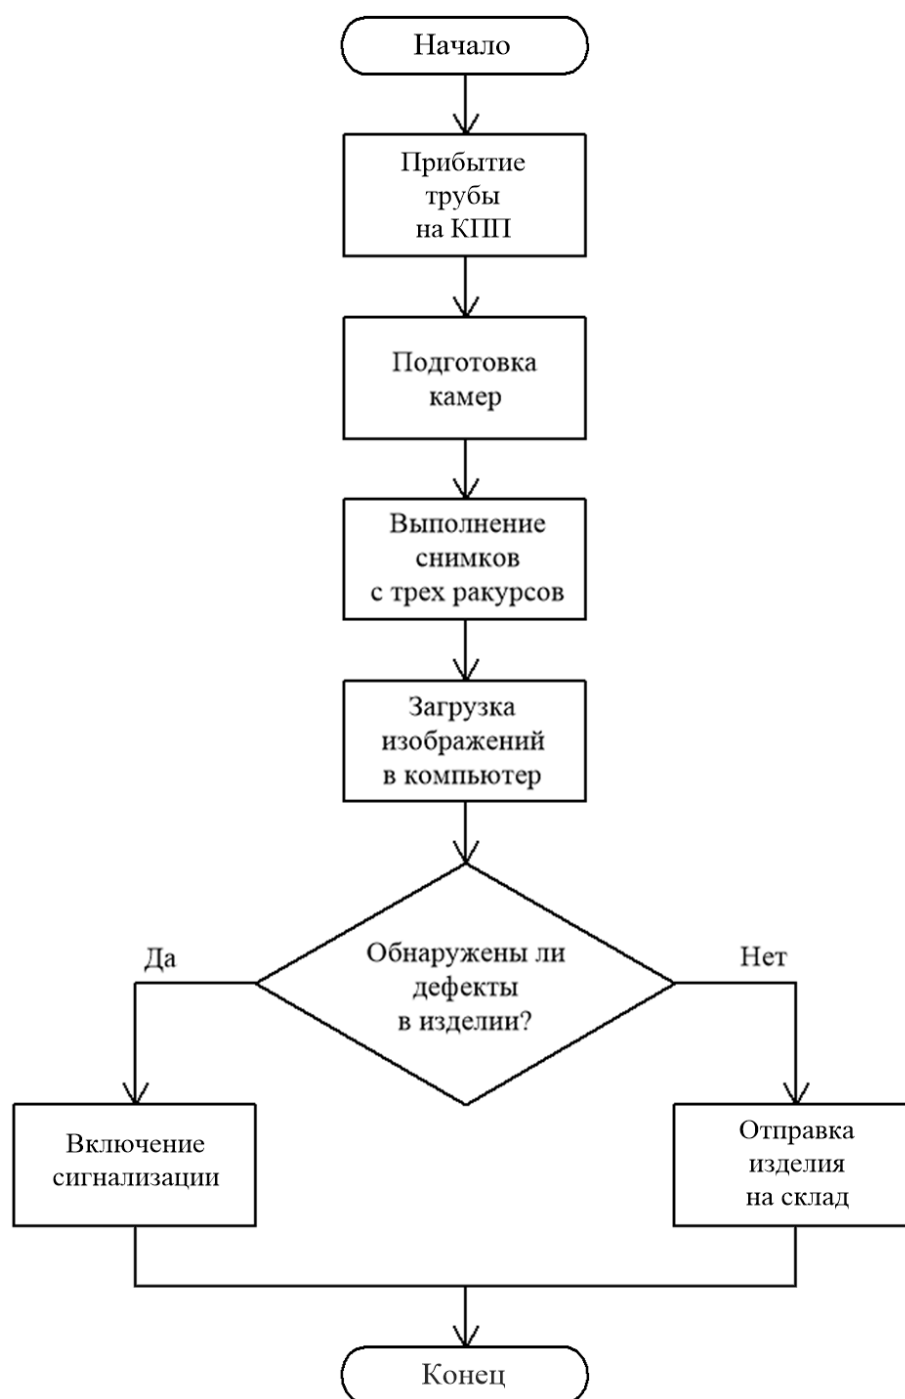 Начало
Прибытие
трубы
на КПП
Подготовка
камер
Выполнение
снимков
с трех ракурсов
Загрузка
изображений
в компьютер
Обнаружены ли
дефекты
в изделии?
Да
Нет
Включение
сигнализации
Отправка
изделия
на склад
Конец